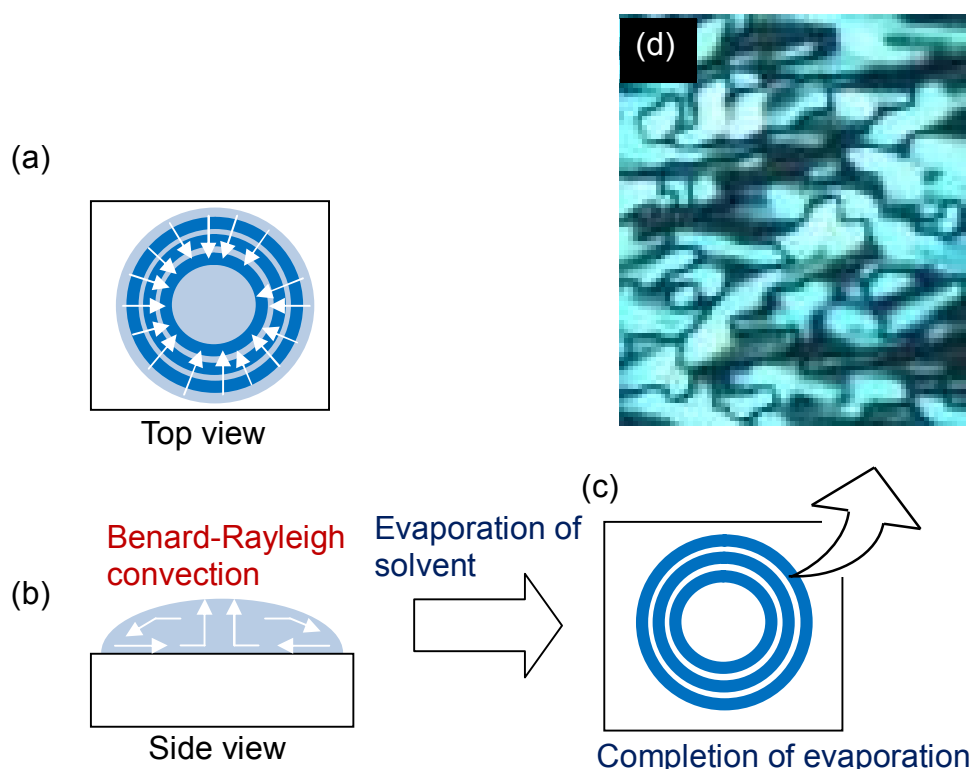 (d)
(a)
Top view
(c)
Benard-Rayleigh
convection
Evaporation of
solvent
(b)
Side view
Completion of evaporation